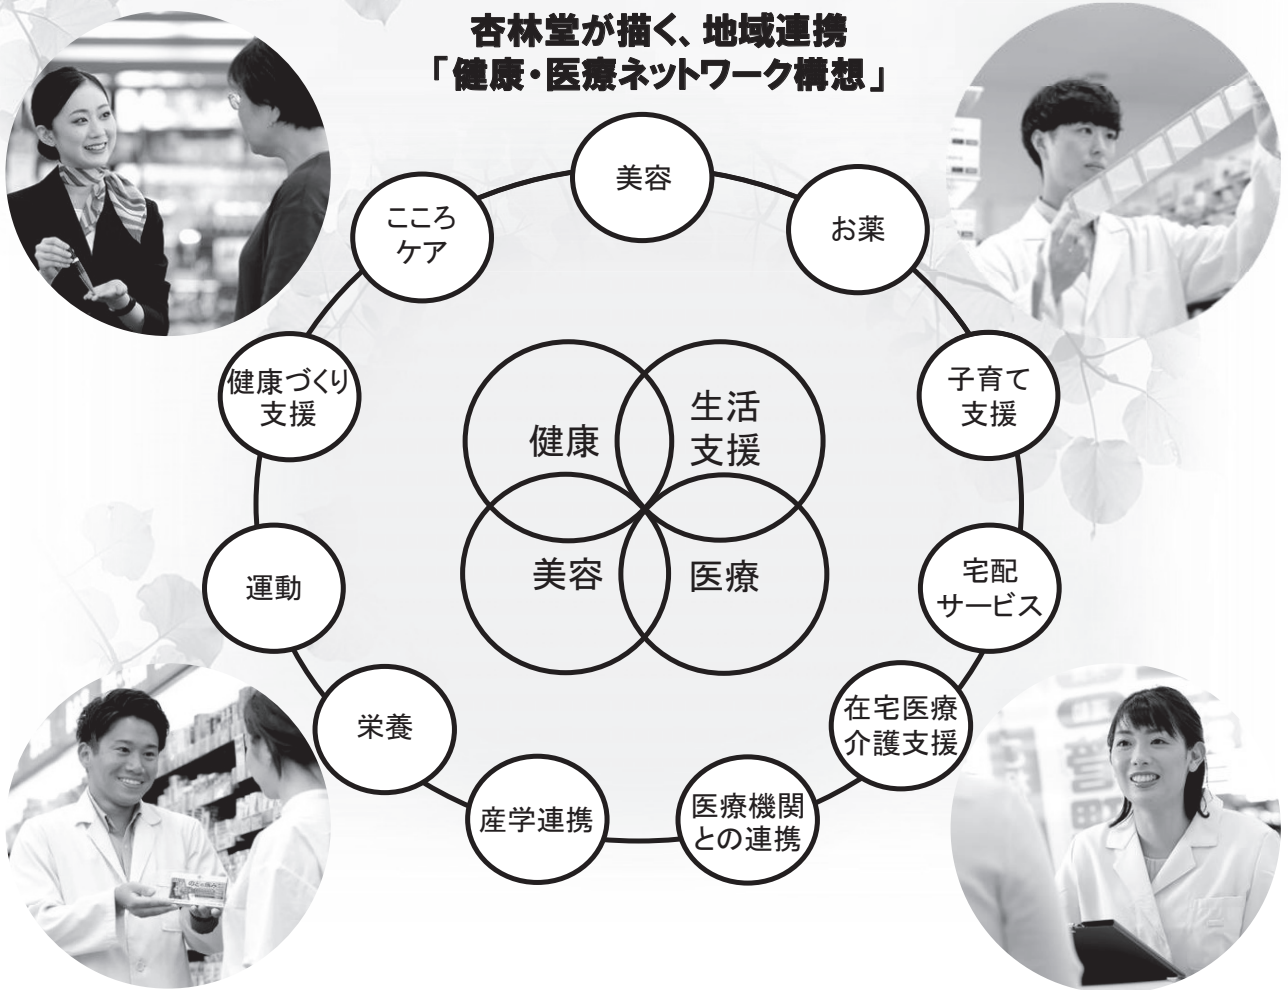 杏林堂が描く、地域連携
「健康・医療ネットワーク構想」
美容
お薬
子育て
支援
宅配
サービス
在宅医療
介護支援
医療機関
との連携
産学連携
栄養
運動
健康づくり
支援
こころ
ケア
健康
生活
支援
美容
医療